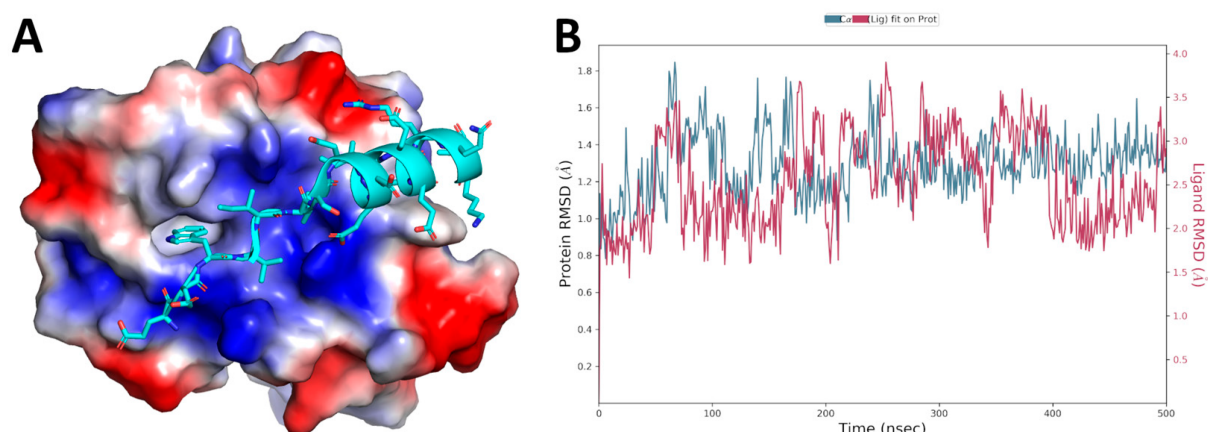 A
B
Cα (Lig) fit on Prot
Protein RMSD (Å)
1.8
1.6
1.4
1.2
1.0
0.8
0.6
0.4
0.2
4.0
3.5
3.0
2.5
2.0
1.5
1.0
0.5
Ligand RMSD (Å)
0 100 200 300 400 500
Time (nsec)